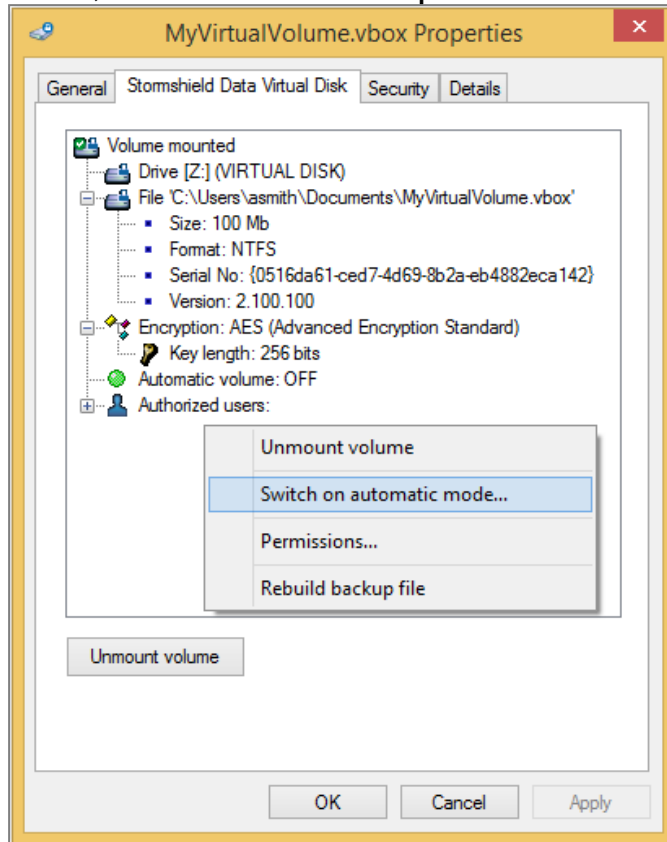 MyVirtualVolume.vbox Properties
General
Stormshield Data Virtual Disk
Security
Details
Volume mounted
Drive [Z:] (VIRTUAL DISK)
File 'C:\Users\asmith\Documents\MyVirtualVolume.vbox'
Size: 100 Mb
Format: NTFS
Serial No: {0516da61-ced7-4d69-8b2a-eb4882eca142}
Version: 2.100.100
Encryption: AES (Advanced Encryption Standard)
Key length: 256 bits
Automatic volume: OFF
Authorized users:
Unmount volume
Switch on automatic mode...
Permissions...
Rebuild backup file
Unmount volume
OK
Cancel
Apply